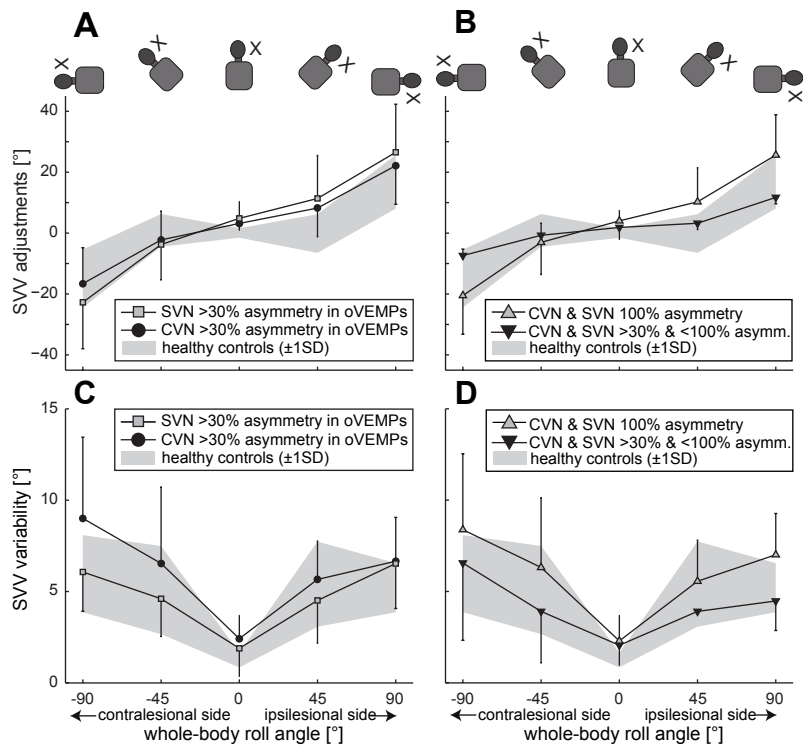 A
B
X
X
X
X
X
X
X
X
X
X
SVV adjustments [°]
40
20
0
−20
−40
SVN >30% asymmetry in oVEMPs
CVN >30% asymmetry in oVEMPs
healthy controls (±1SD)
CVN & SVN 100% asymmetry
CVN & SVN >30% & <100% asymm.
healthy controls (±1SD)
C
D
SVV variability [°]
15
10
5
0
SVN >30% asymmetry in oVEMPs
CVN >30% asymmetry in oVEMPs
healthy controls (±1SD)
CVN & SVN 100% asymmetry
CVN & SVN >30% & <100% asymm.
healthy controls (±1SD)
-90 -45 0 45 90
contralesional side ipsilesional side
whole-body roll angle [°]
-90 -45 0 45 90
contralesional side ipsilesional side
whole-body roll angle [°]